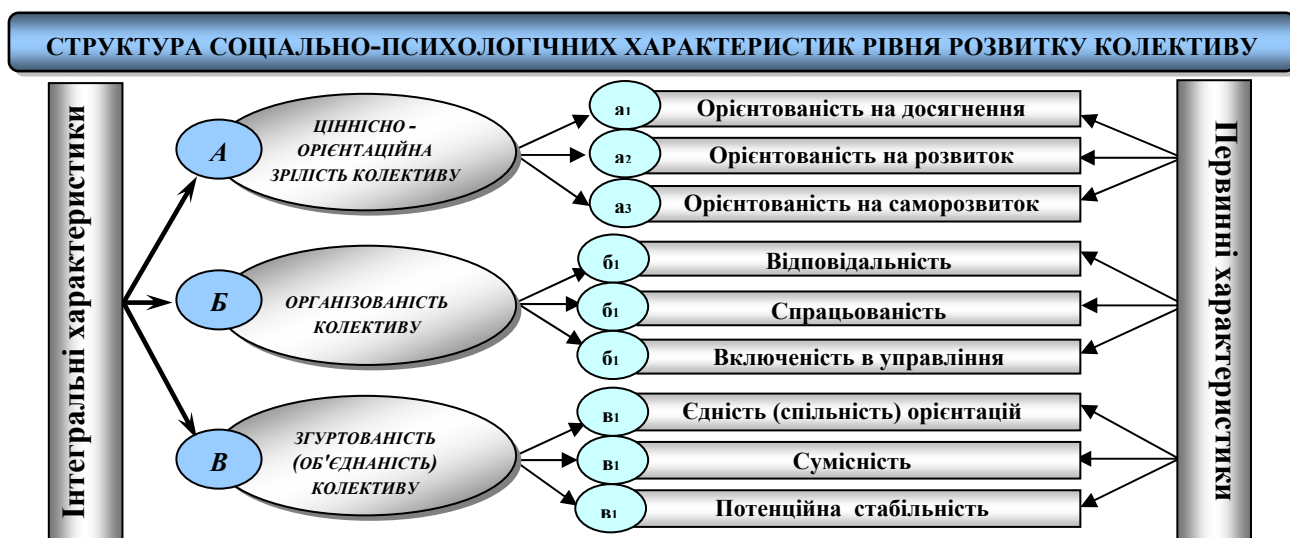 СТРУКТУРА СОЦІАЛЬНО-ПСИХОЛОГІЧНИХ ХАРАКТЕРИСТИК РІВНЯ РОЗВИТКУ КОЛЕКТИВУ
Інтегральні характеристики
А
ЦІННІСНО -
ОРІЄНТАЦІЙНА
ЗРІЛІСТЬ КОЛЕКТИВУ
а1 Орієнтованість на досягнення
а2 Орієнтованість на розвиток
а3 Орієнтованість на саморозвиток
Б
ОРГАНІЗОВАНІСТЬ
КОЛЕКТИВУ
б1 Відповідальність
б1 Спрацьованість
б1 Включеність в управління
В
ЗГУРТОВАНІСТЬ
(ОБ'ЄДНАНІСТЬ)
КОЛЕКТИВУ
в1 Єдність (спільність) орієнтацій
в1 Сумісність
в1 Потенційна стабільність
Первинні характеристики